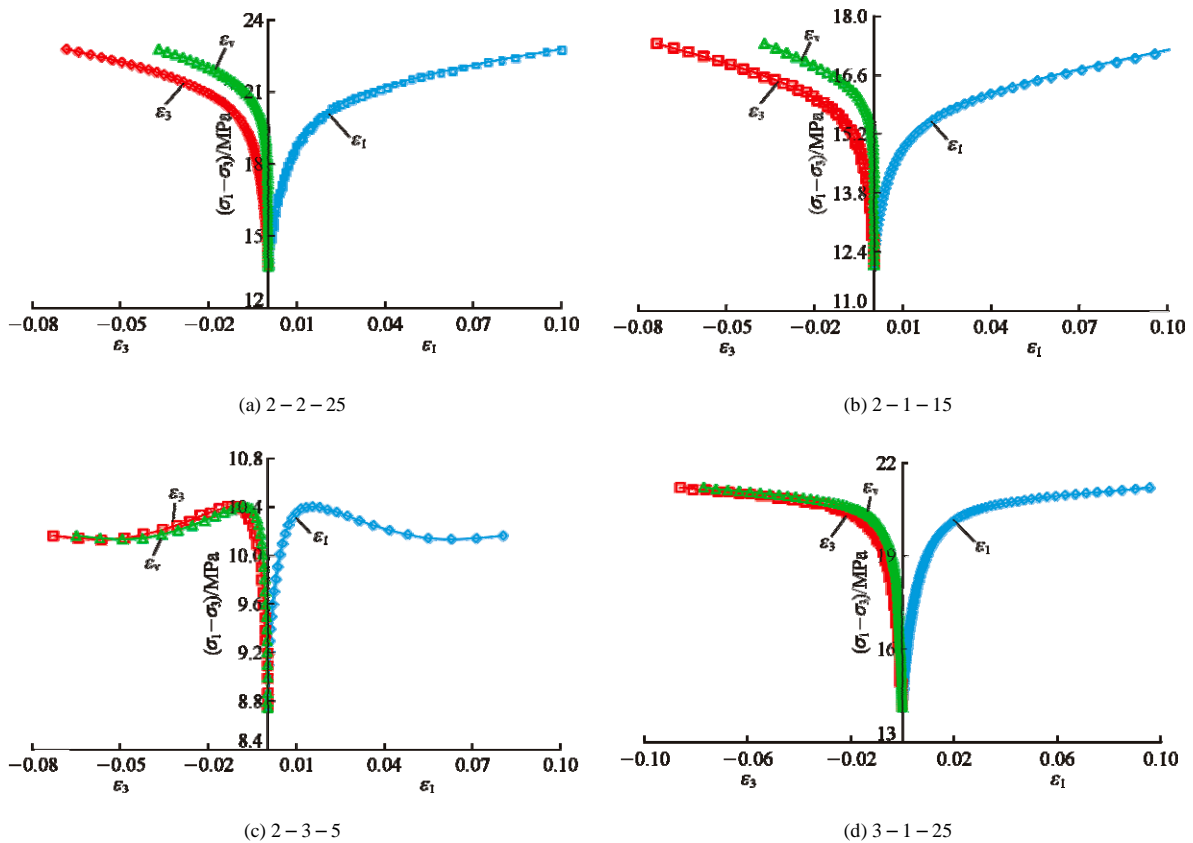 24
21
18
15
12
(σ₁−σ₃)/MPa
εᵥ
ε₃
ε₁
−0.08 −0.05 −0.02 0.01 0.04 0.07 0.10
ε₃ ε₁
(a) 2−2−25
18.0
16.6
15.2
13.8
12.4
11.0
(σ₁−σ₃)/MPa
εᵥ
ε₃
ε₁
−0.08 −0.05 −0.02 0.01 0.04 0.07 0.10
ε₃ ε₁
(b) 2−1−15
10.8
10.4
10.0
9.6
9.2
8.8
8.4
(σ₁−σ₃)/MPa
ε₃
εᵥ
ε₁
−0.08 −0.05 −0.02 0.01 0.04 0.07 0.10
ε₃ ε₁
(c) 2−3−5
22
19
16
13
(σ₁−σ₃)/MPa
εᵥ
ε₃
ε₁
−0.10 −0.06 −0.02 0.02 0.06 0.10
ε₃ ε₁
(d) 3−1−25